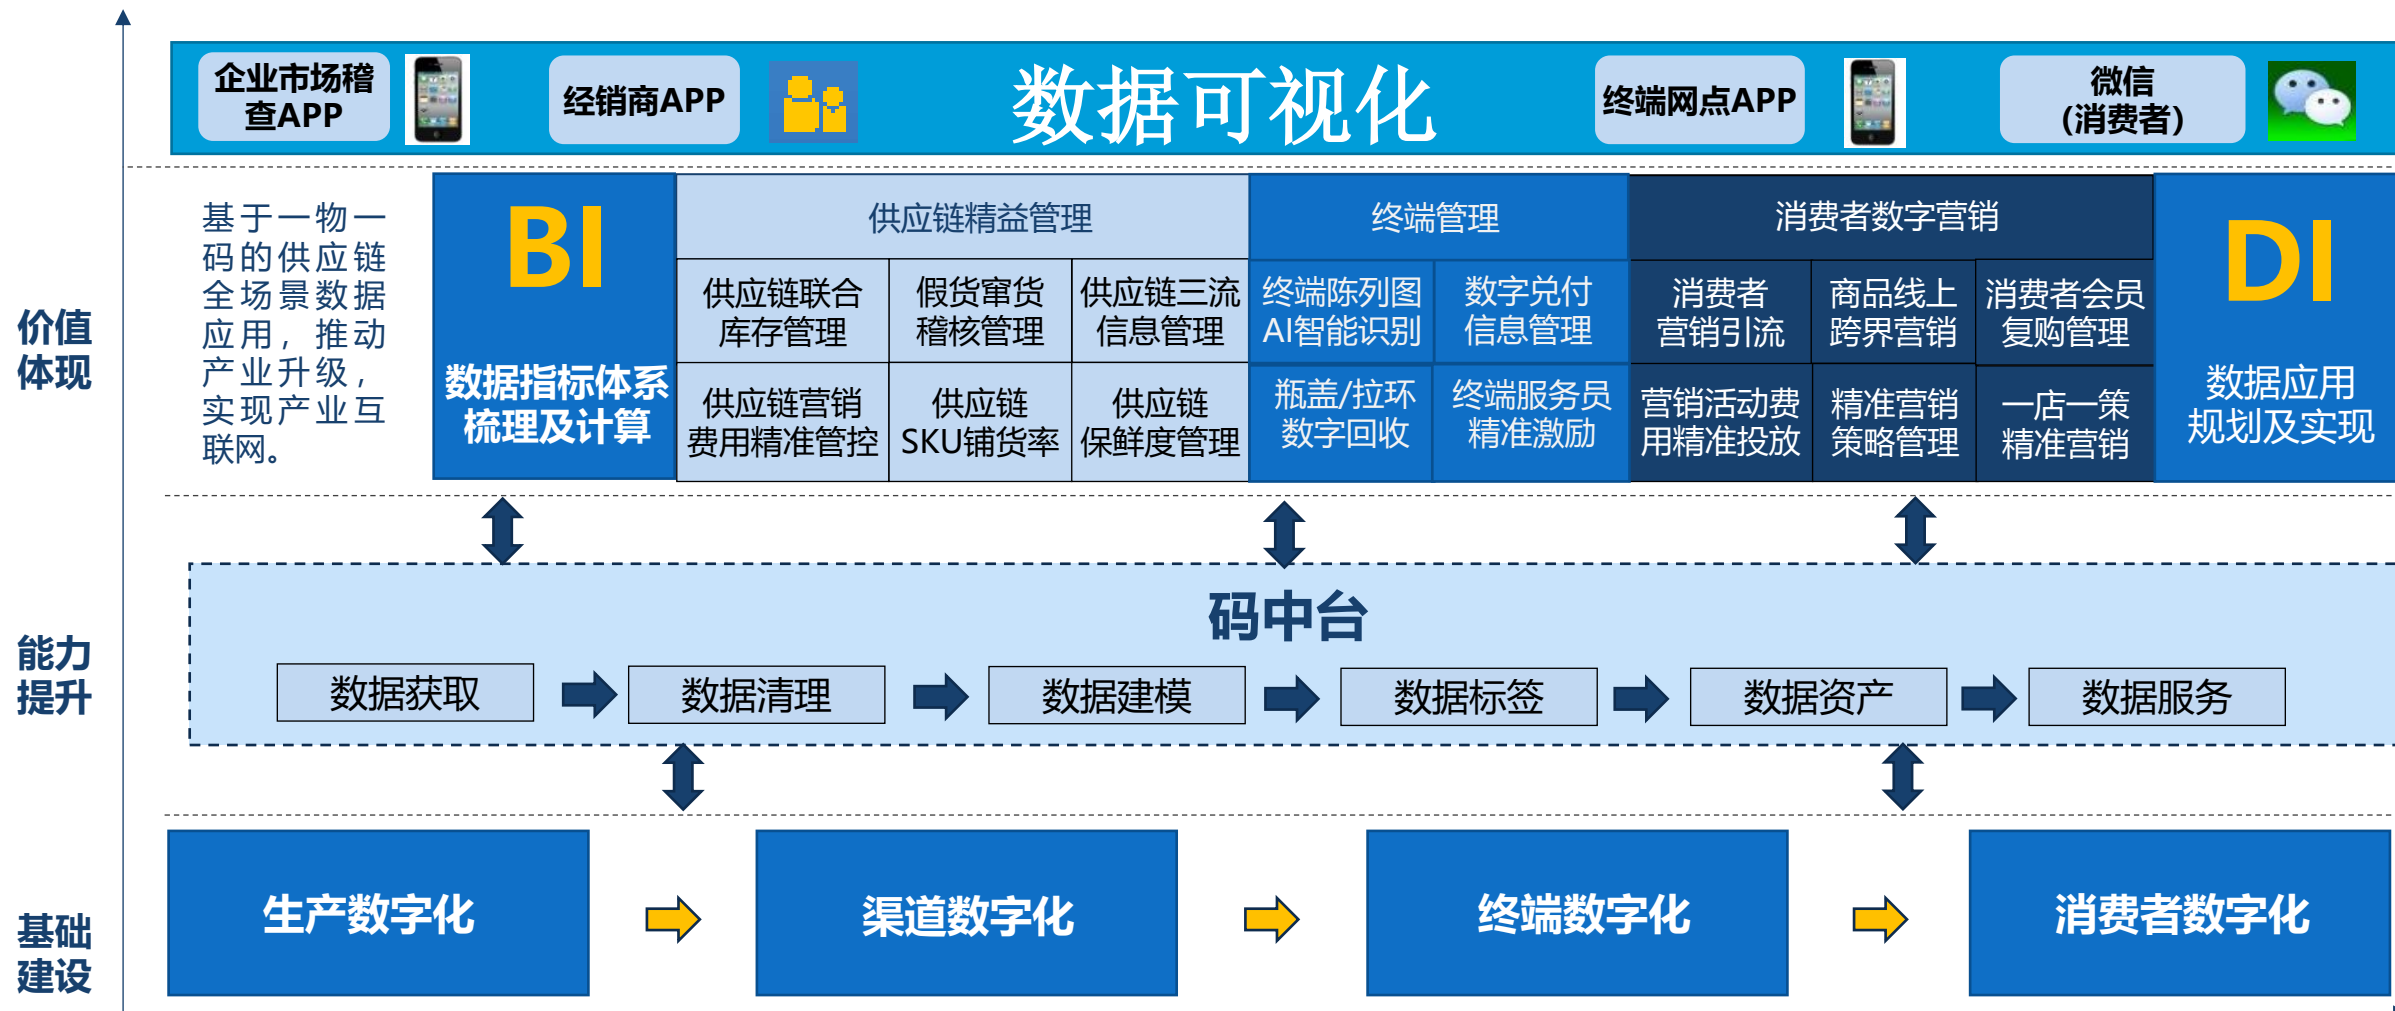 企业市场稽
查APP
经销商APP
数据可视化
终端网点APP
微信
(消费者)
价值
体现
基于一物一
码的供应链
全场景数据
应用，推动
产业升级，
实现产业互
联网。
BI
数据指标体系
梳理及计算
供应链精益管理
供应链联合
库存管理
假货窜货
稽核管理
供应链三流
信息管理
供应链营销
费用精准管控
供应链
SKU铺货率
供应链
保鲜度管理
终端管理
终端陈列图
AI智能识别
数字兑付
信息管理
瓶盖/拉环
数字回收
终端服务员
精准激励
消费者数字营销
消费者
营销引流
商品线上
跨界营销
消费者会员
复购管理
营销活动费
用精准投放
精准营销
策略管理
一店一策
精准营销
DI
数据应用
规划及实现
能力
提升
码中台
数据获取
数据清理
数据建模
数据标签
数据资产
数据服务
基础
建设
生产数字化
渠道数字化
终端数字化
消费者数字化